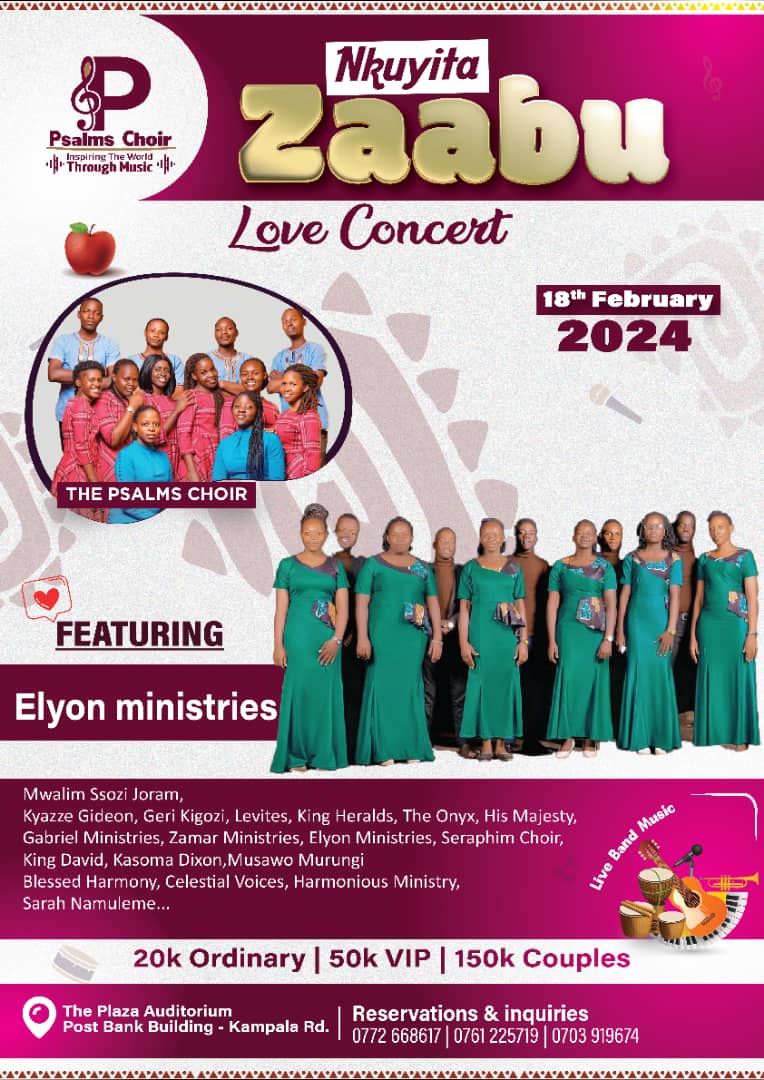 Psalms Choir
Inspiring The World
Through Music
Nkuyita
Zaabu
Love Concert
18th February
2024
THE PSALMS CHOIR
FEATURING
Elyon ministries
Mwalim Ssozi Joram,
Kyazze Gideon, Geri Kigozi, Levites, King Heralds, The Onyx, His Majesty,
Gabriel Ministries, Zamar Ministries, Elyon Ministries, Seraphim Choir,
King David, Kasoma Dixon,Musawo Murungi
Blessed Harmony, Celestial Voices, Harmonious Ministry,
Sarah Namuleme...
Live Band Music
20k Ordinary | 50k VIP | 150k Couples
The Plaza Auditorium
Post Bank Building - Kampala Rd.
Reservations & inquiries
0772 668617 | 0761 225719 | 0703 919674